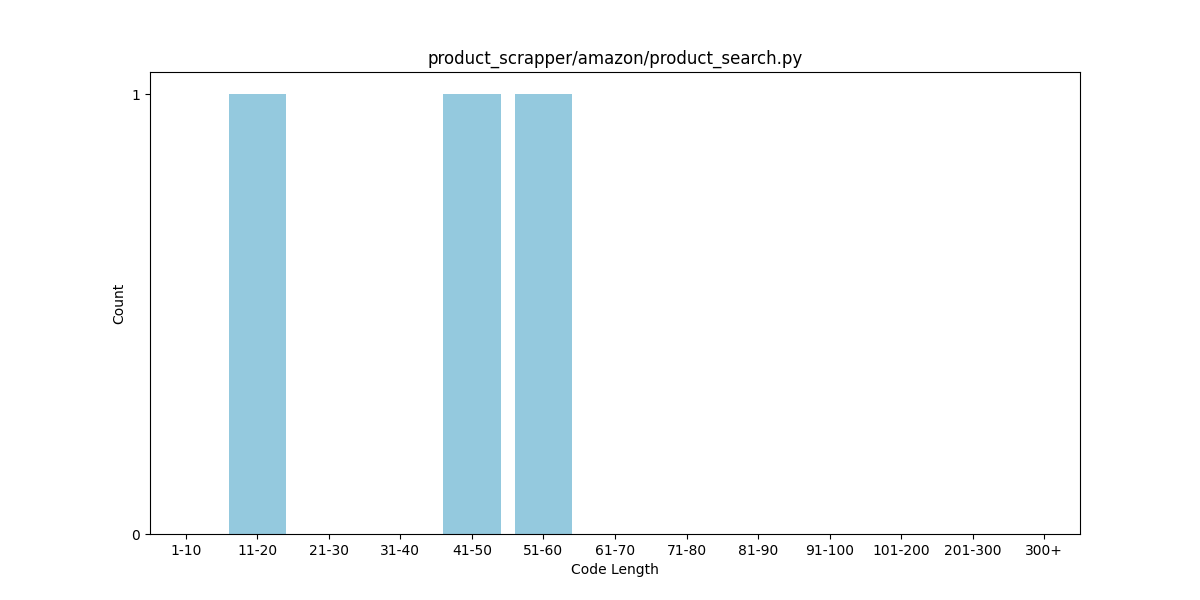 product_scrapper/amazon/product_search.py
Count
1
0
1-10 11-20 21-30 31-40 41-50 51-60 61-70 71-80 81-90 91-100 101-200 201-300 300+
Code Length